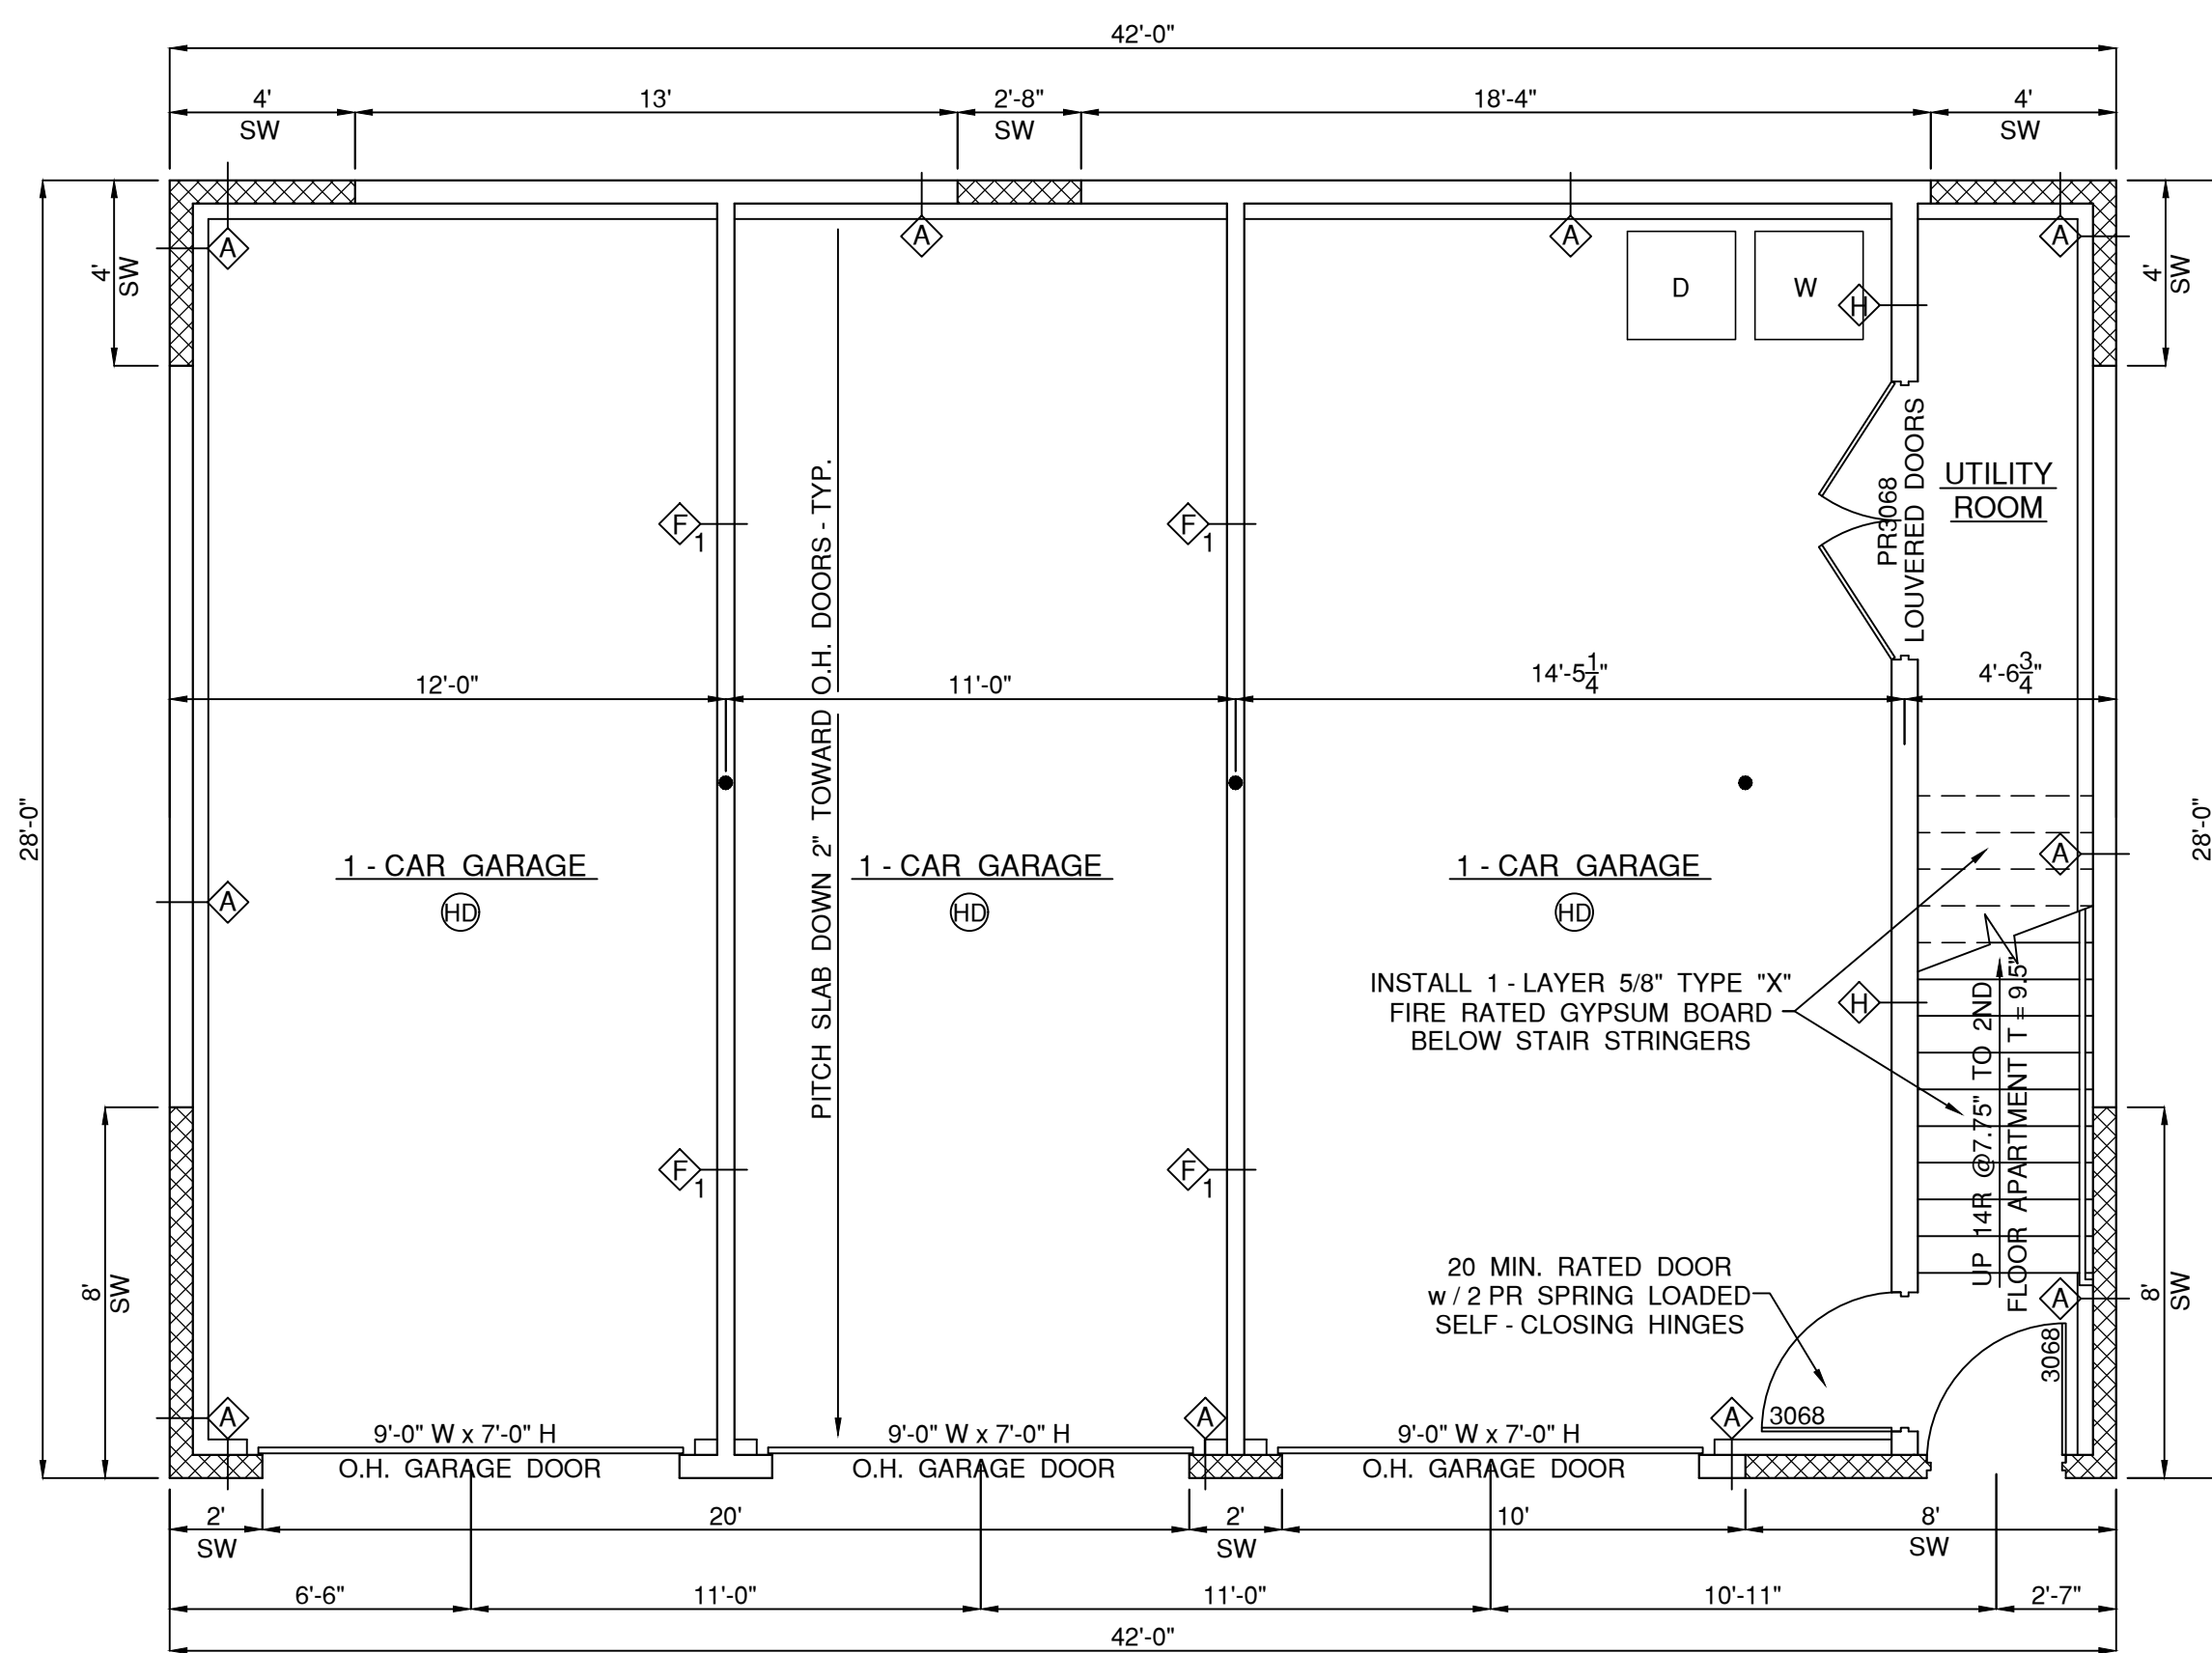 42'-0"
4'
SW
13'
2'-8"
SW
18'-4"
4'
SW
A
A
A
A
4'
SW
4'
SW
D
W
H
PR3068
LOUVERED DOORS
UTILITY
ROOM
F
1
F
1
PITCH SLAB DOWN 2" TOWARD O.H. DOORS - TYP.
12'-0"
11'-0"
14'-5 1/4"
4'-6 3/4"
28'-0"
28'-0"
1 - CAR GARAGE
HD
1 - CAR GARAGE
HD
1 - CAR GARAGE
HD
A
A
INSTALL 1 - LAYER 5/8" TYPE "X"
FIRE RATED GYPSUM BOARD
BELOW STAIR STRINGERS
H
UP 14R @7.75" TO 2ND
FLOOR APARTMENT T = 9.5"
F
1
F
1
8'
SW
8'
SW
20 MIN. RATED DOOR
w / 2 PR SPRING LOADED
SELF - CLOSING HINGES
A
3068
3068
A
A
A
9'-0" W x 7'-0" H
O.H. GARAGE DOOR
9'-0" W x 7'-0" H
O.H. GARAGE DOOR
9'-0" W x 7'-0" H
O.H. GARAGE DOOR
2'
SW
20'
2'
SW
10'
8'
SW
6'-6"
11'-0"
11'-0"
10'-11"
2'-7"
42'-0"